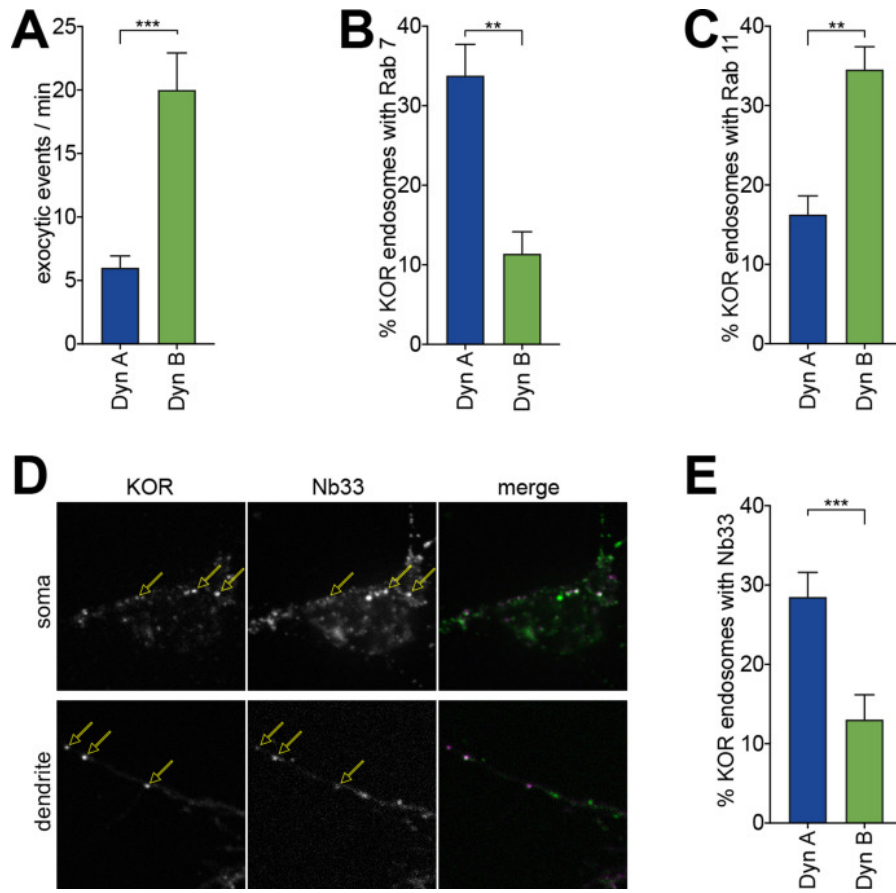 A
exocytic events / min
25
20
15
10
5
0
***
Dyn A
Dyn B
B
% KOR endosomes with Rab 7
40
30
20
10
0
**
Dyn A
Dyn B
C
% KOR endosomes with Rab 11
40
30
20
10
0
**
Dyn A
Dyn B
D
KOR
Nb33
merge
soma
dendrite
E
% KOR endosomes with Nb33
40
30
20
10
0
***
Dyn A
Dyn B